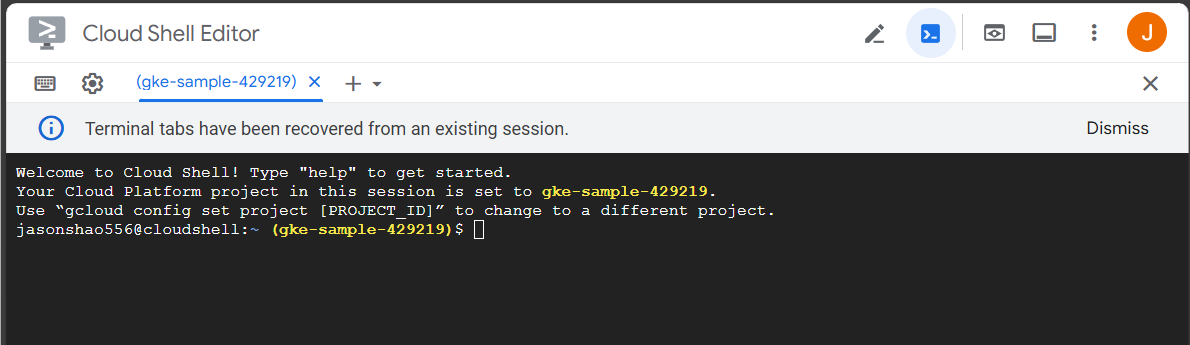 Cloud Shell Editor
J
(gke-sample-429219)
Terminal tabs have been recovered from an existing session.
Dismiss
Welcome to Cloud Shell! Type "help" to get started.
Your Cloud Platform project in this session is set to gke-sample-429219.
Use “gcloud config set project [PROJECT_ID]” to change to a different project.
jasonshao556@cloudshell:~ (gke-sample-429219)$